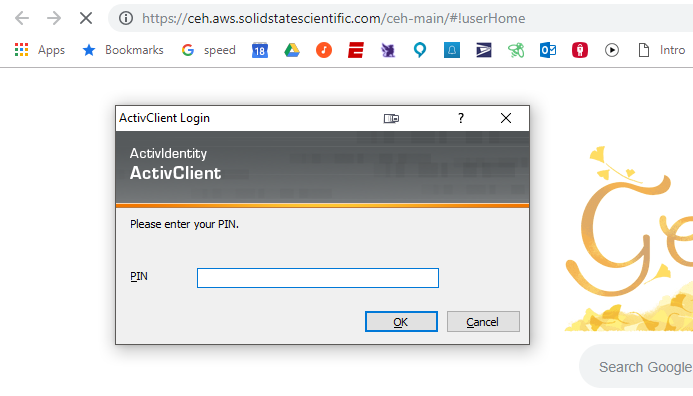 https://ceh.aws.solidstatescientific.com/ceh-main/#!userHome
Apps Bookmarks speed 18 Intro
ActivClient Login ?
ActivIdentity
ActivClient
Please enter your PIN.
PIN
OK Cancel
Go
Search Google